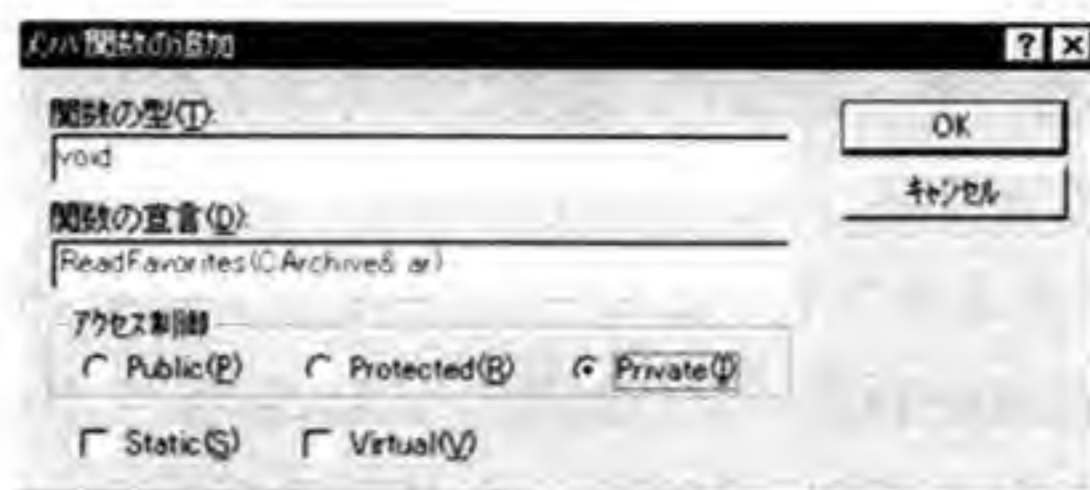 メンバ関数の追加
関数の型(T):
void
関数の宣言(D):
ReadFavorites(CArchive& ar)
アクセス制御
Public(P) Protected(R) Private(I)
Static(S) Virtual(V)
OK
キャンセル